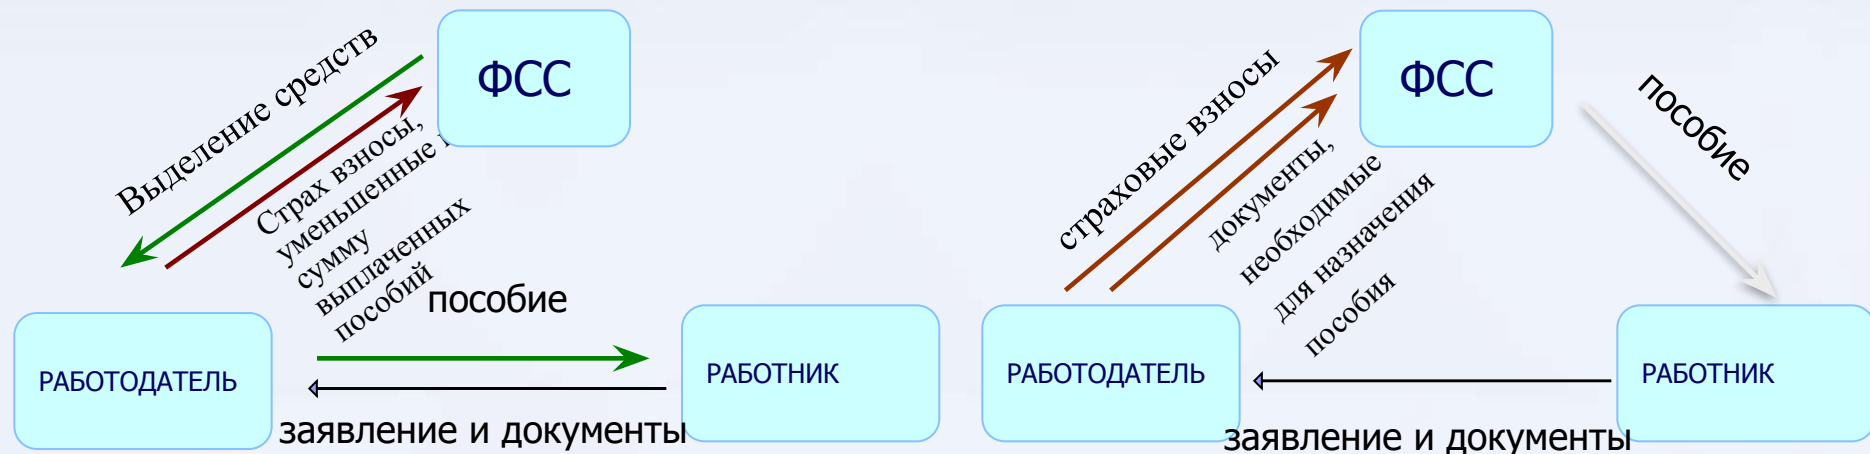 ФСС
Выделение средств
Страх взносы,
уменьшенные
сумму
выплаченных
пособий
пособие
РАБОТОДАТЕЛЬ
РАБОТНИК
заявление и документы
ФСС
страховые взносы
документы,
необходимые
для назначения
пособия
пособие
РАБОТОДАТЕЛЬ
РАБОТНИК
заявление и документы